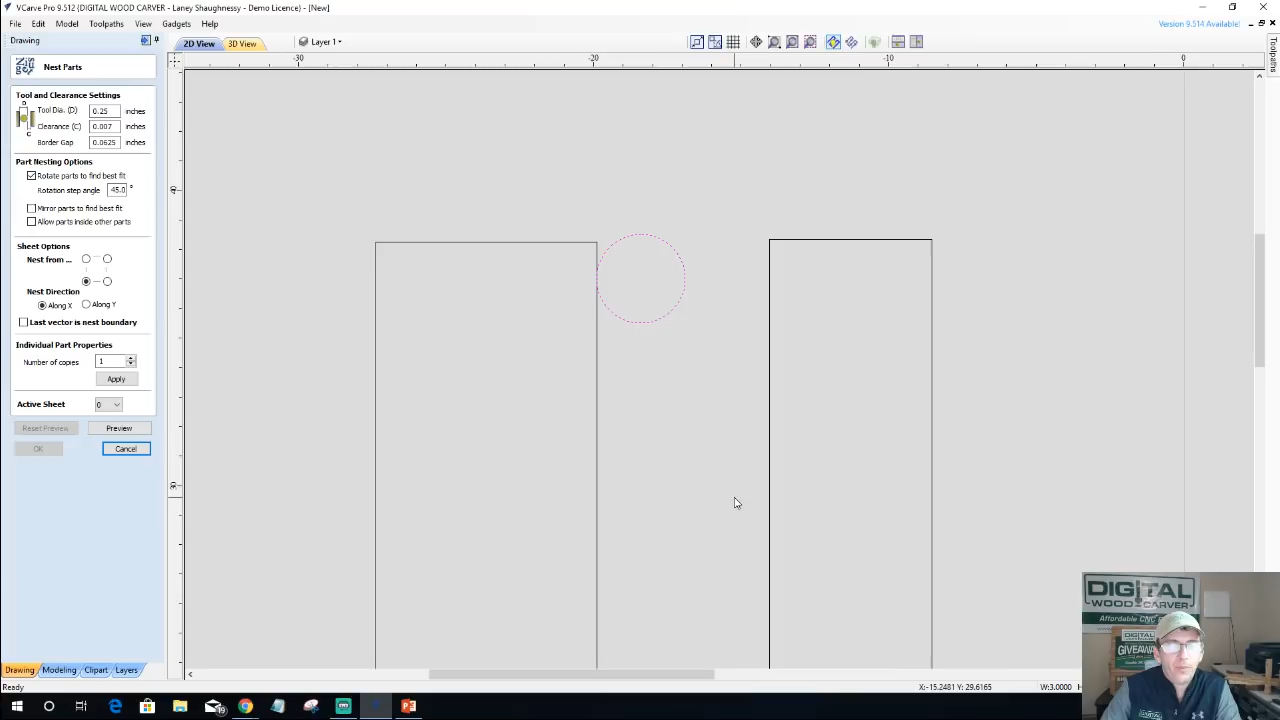 VCarve Pro 9.512 (DIGITAL WOOD CARVER - Laney Shaughnessy - Demo Licence) - [New]
File Edit Model Toolpaths View Gadgets Help
Version 9.514 Available!
Drawing
2D View 3D View Layer 1
Nest Parts
-30 -20 -10 0
Toolpaths
Tool and Clearance Settings
D
Tool Dia. (D) 0.25 inches
Clearance (C) 0.007 inches
C
Border Gap 0.0625 inches
Part Nesting Options
Rotate parts to find best fit
Rotation step angle 45.0 °
Mirror parts to find best fit
Allow parts inside other parts
Sheet Options
Nest from ...
Nest Direction
Along X Along Y
Last vector is nest boundary
Individual Part Properties
Number of copies 1
Apply
Active Sheet 0
Reset Preview Preview
OK Cancel
Drawing Modeling Clipart Layers
Ready
X:-15.2481 Y: 29.6165 W:3.0000 H
DIGITAL
WOOD CARVER
Affordable CNC
DIGITAL
GIVEAWAY